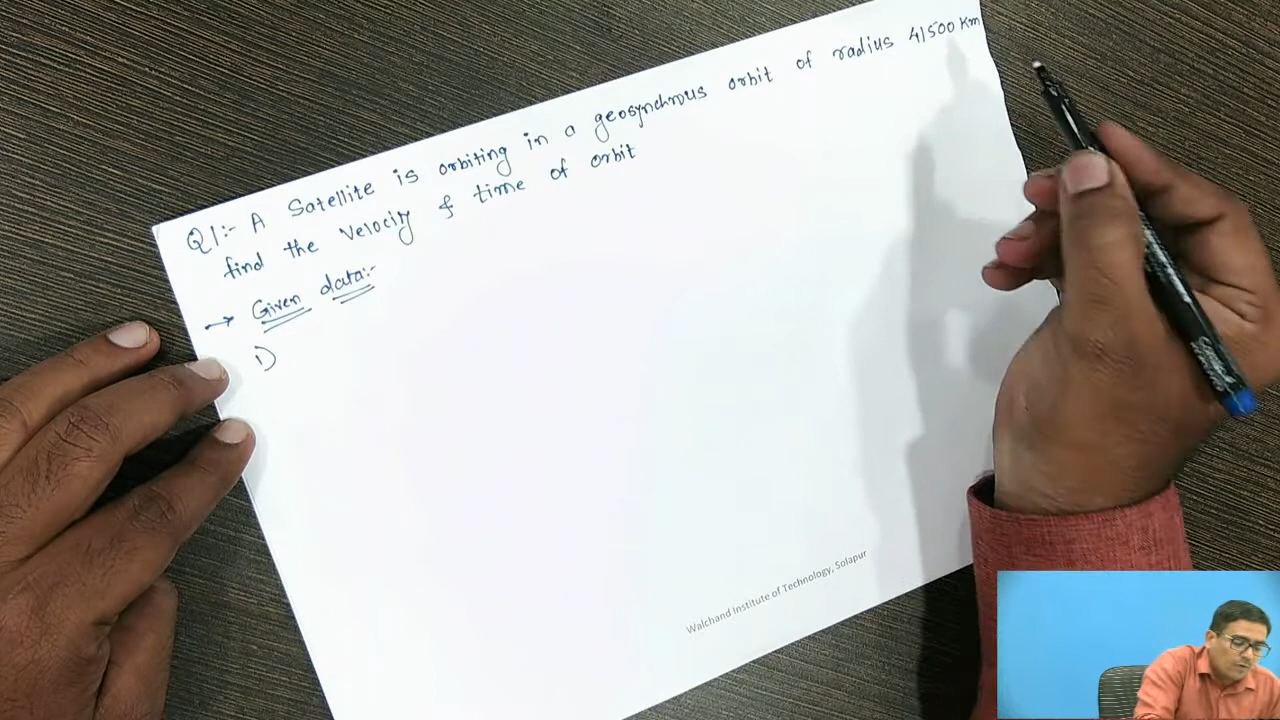 Q1:- A Satellite is orbiting in a geosynchrous orbit of radius 41500 Km
find the Velocity & time of orbit
→ Given data:-
1)
Walchand Institute of Technology, Solapur